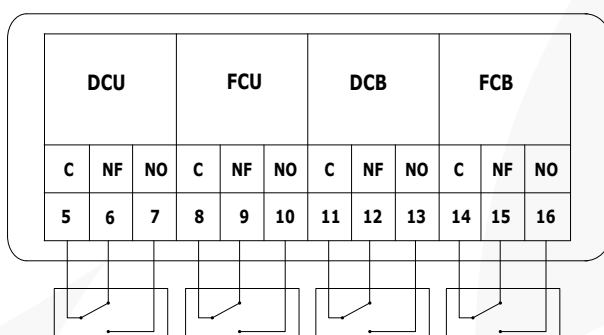 DCU FCU DCB FCB
C NF NO C NF NO C NF NO C NF NO
5 6 7 8 9 10 11 12 13 14 15 16